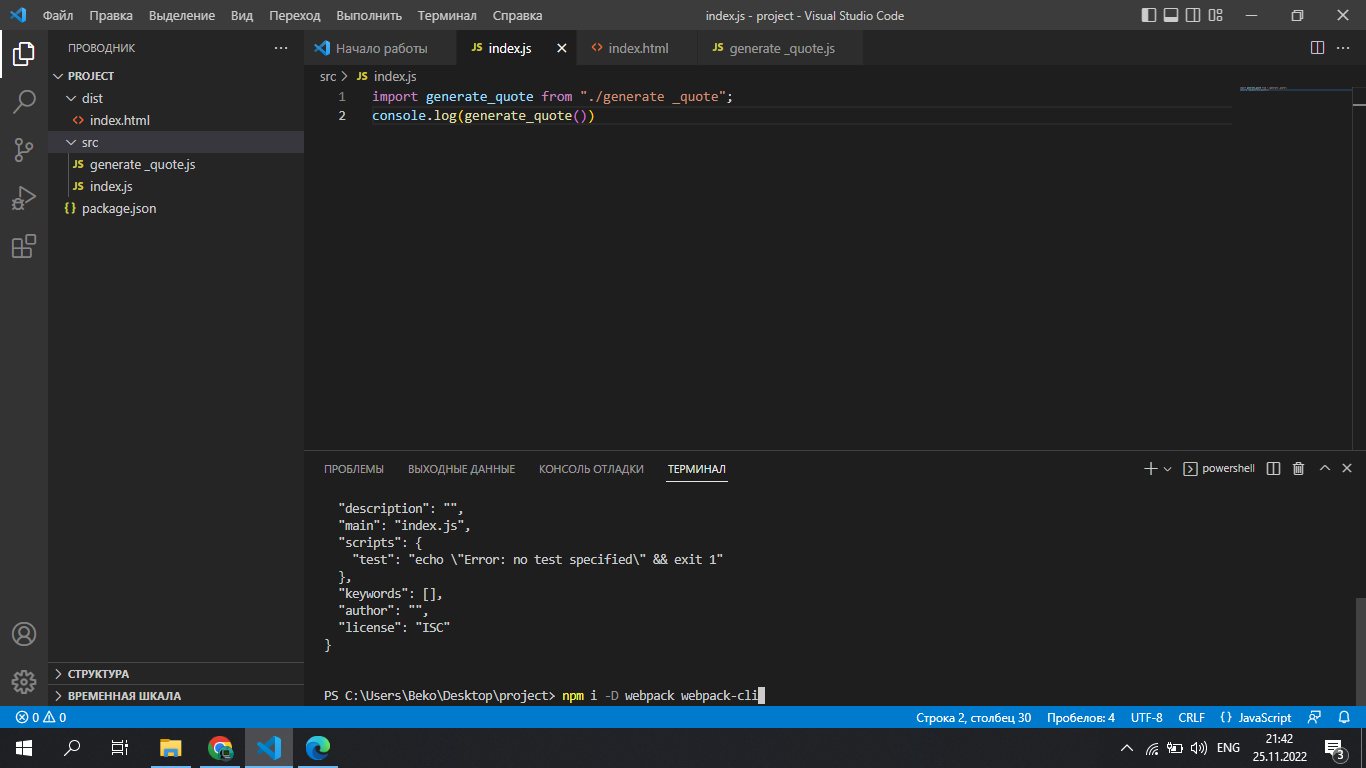 Файл Правка Выделение Вид Переход Выполнить Терминал Справка index.js - project - Visual Studio Code
ПРОВОДНИК
Начало работы
JS index.js
index.html
JS generate _quote.js
PROJECT
dist
index.html
src
JS generate _quote.js
JS index.js
package.json
src JS index.js
1 import generate_quote from "./generate _quote";
2 console.log(generate_quote())
ПРОБЛЕМЫ ВЫХОДНЫЕ ДАННЫЕ КОНСОЛЬ ОТЛАДКИ ТЕРМИНАЛ powershell
"description": "",
"main": "index.js",
"scripts": {
"test": "echo \"Error: no test specified\" && exit 1"
},
"keywords": [],
"author": "",
"license": "ISC"
}
PS C:\Users\Beko\Desktop\project> npm i -D webpack webpack-cli
СТРУКТУРА
ВРЕМЕННАЯ ШКАЛА
0 0 Строка 2, столбец 30 Пробелов: 4 UTF-8 CRLF {} JavaScript
ENG
21:42
25.11.2022
3